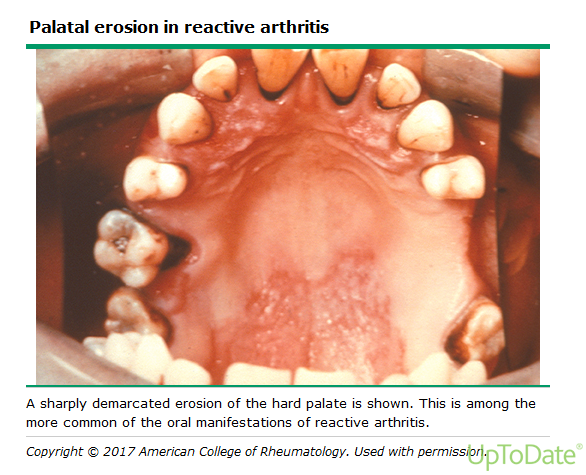 Palatal erosion in reactive arthritis
A sharply demarcated erosion of the hard palate is shown. This is among the
more common of the oral manifestations of reactive arthritis.
Copyright © 2017 American College of Rheumatology. Used with permission.
UpToDate®